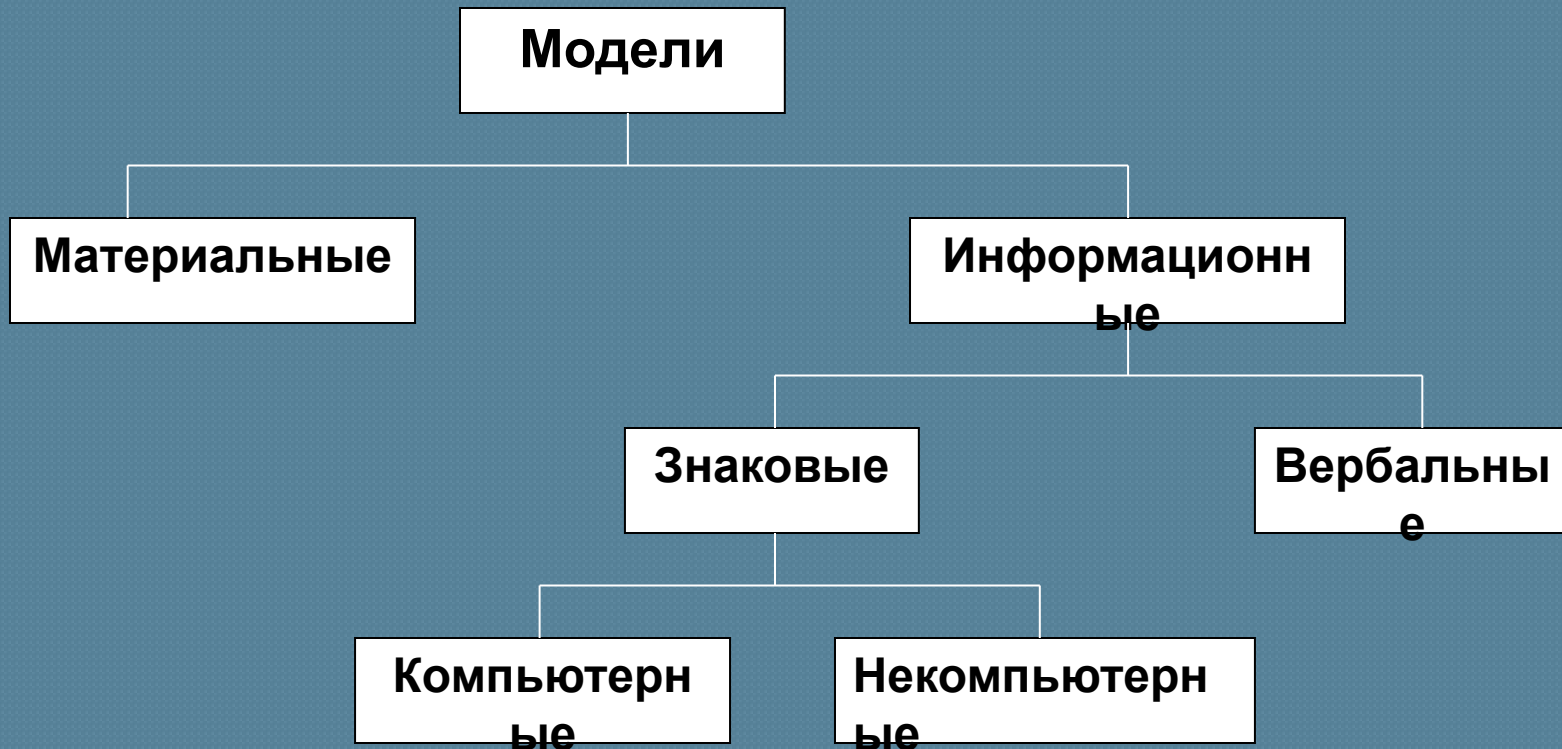 Модели
Материальные
Информационн
ые
Знаковые
Вербальны
е
Компьютерн
ые
Некомпьютерн
ые